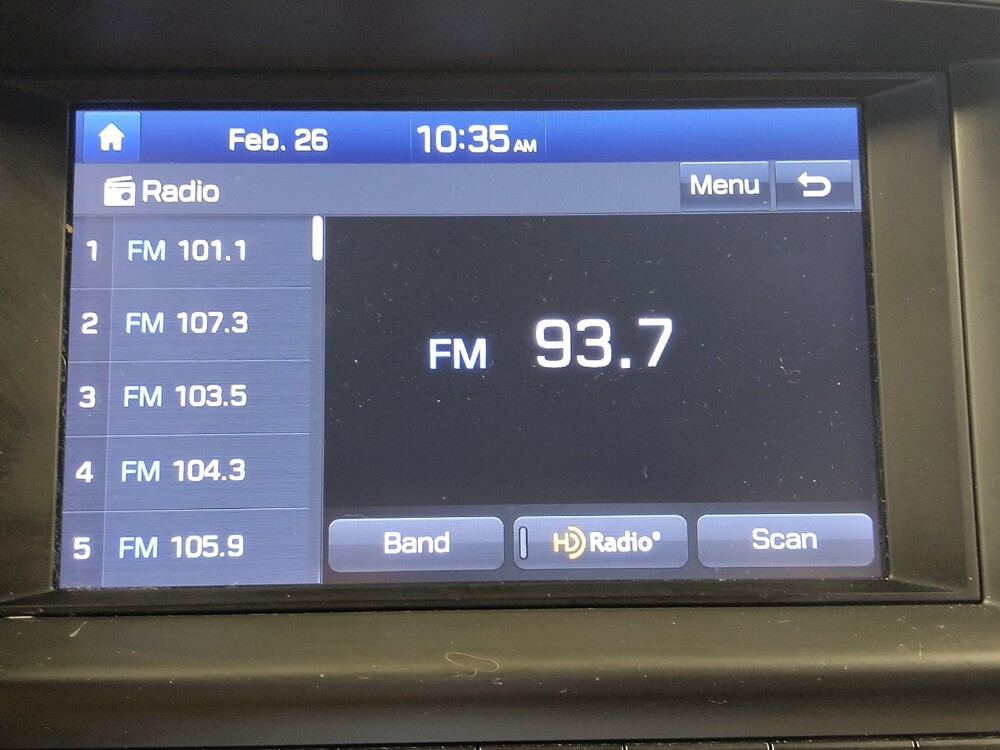 Feb. 26 10:35 AM
Radio Menu
1 FM 101.1
2 FM 107.3
3 FM 103.5
4 FM 104.3
5 FM 105.9
FM 93.7
Band HD Radio® Scan